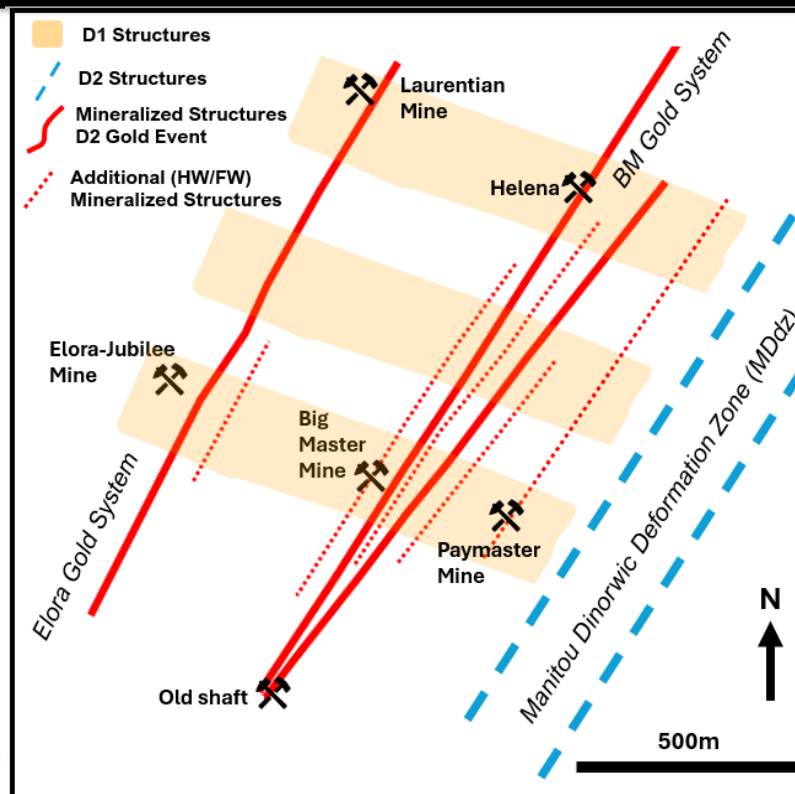 D1 Structures
D2 Structures
Mineralized Structures
D2 Gold Event
Additional (HW/FW)
Mineralized Structures
Laurentian
Mine
Helena
BM Gold System
Elora-Jubilee
Mine
Big
Master
Mine
Paymaster
Mine
Elora Gold System
Old shaft
Manitou Dinorwic Deformation Zone (MDdz)
N
500m